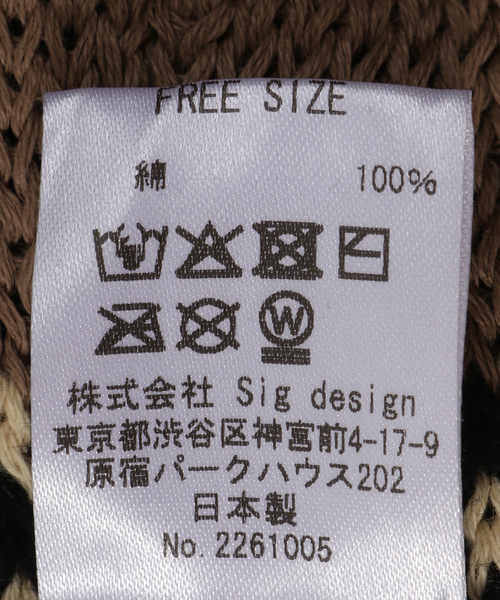 FREE SIZE
綿 100%
W
株式会社 Sig design
東京都渋谷区神宮前4-17-9
原宿パークハウス202
日本製
No. 2261005